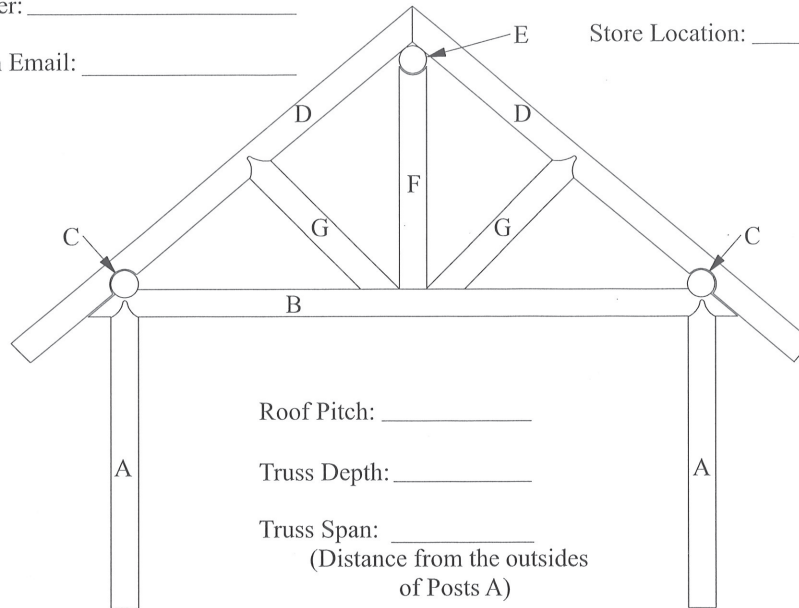 er:
E
Store Location:
Email:
D
D
F
G
G
C
C
B
Roof Pitch:
A
Truss Depth:
A
Truss Span:
(Distance from the outsides
of Posts A)